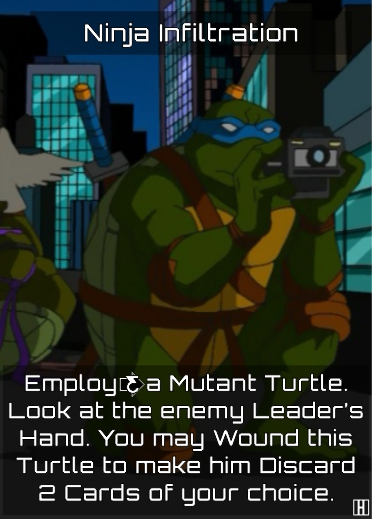 Ninja Infiltration
Employ a Mutant Turtle.
Look at the enemy Leader's
Hand. You may Wound this
Turtle to make him Discard
2 Cards of your choice.
H